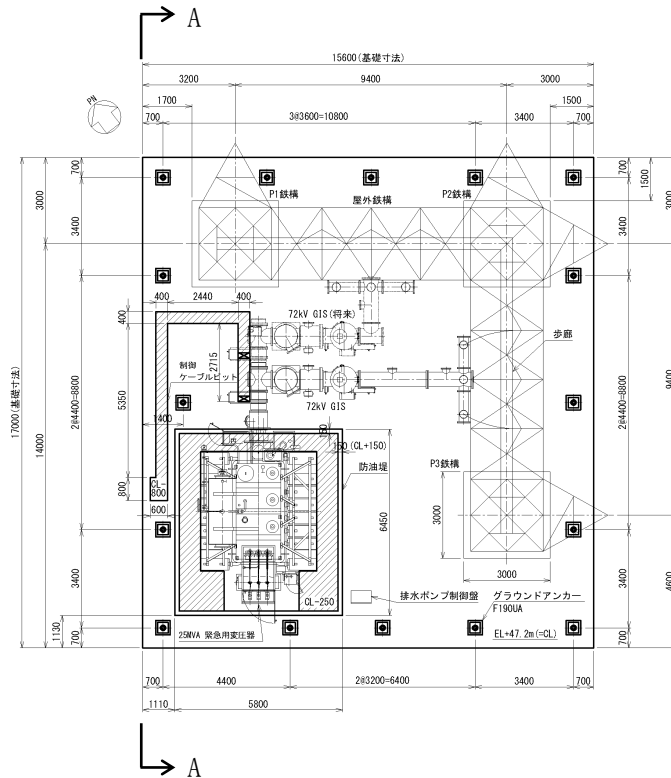 A
15600(基礎寸法)
3200
9400
3000
1700
1500
PN
700
3@3600=10800
3400
700
700
3000
3400
1500
3000
700
3400
P1鉄構
屋外鉄構
P2鉄構
400
2440
400
400
72kV GIS(将来)
2715
制御
ケーブルピット
歩廊
17000(基礎寸法)
14000
2@4400=8800
5350
1400
72kV GIS
2@4400=8800
9400
150
150(CL+150)
防油堤
P3鉄構
CL-
800
800
600
3000
6450
3000
3400
1130
700
CL-250
排水ポンプ制御盤
グラウンドアンカー
F190UA
25MVA 緊急用変圧器
EL+47.2m(=CL)
3400
4600
700
700
4400
2@3200=6400
3400
700
1110
5800
A